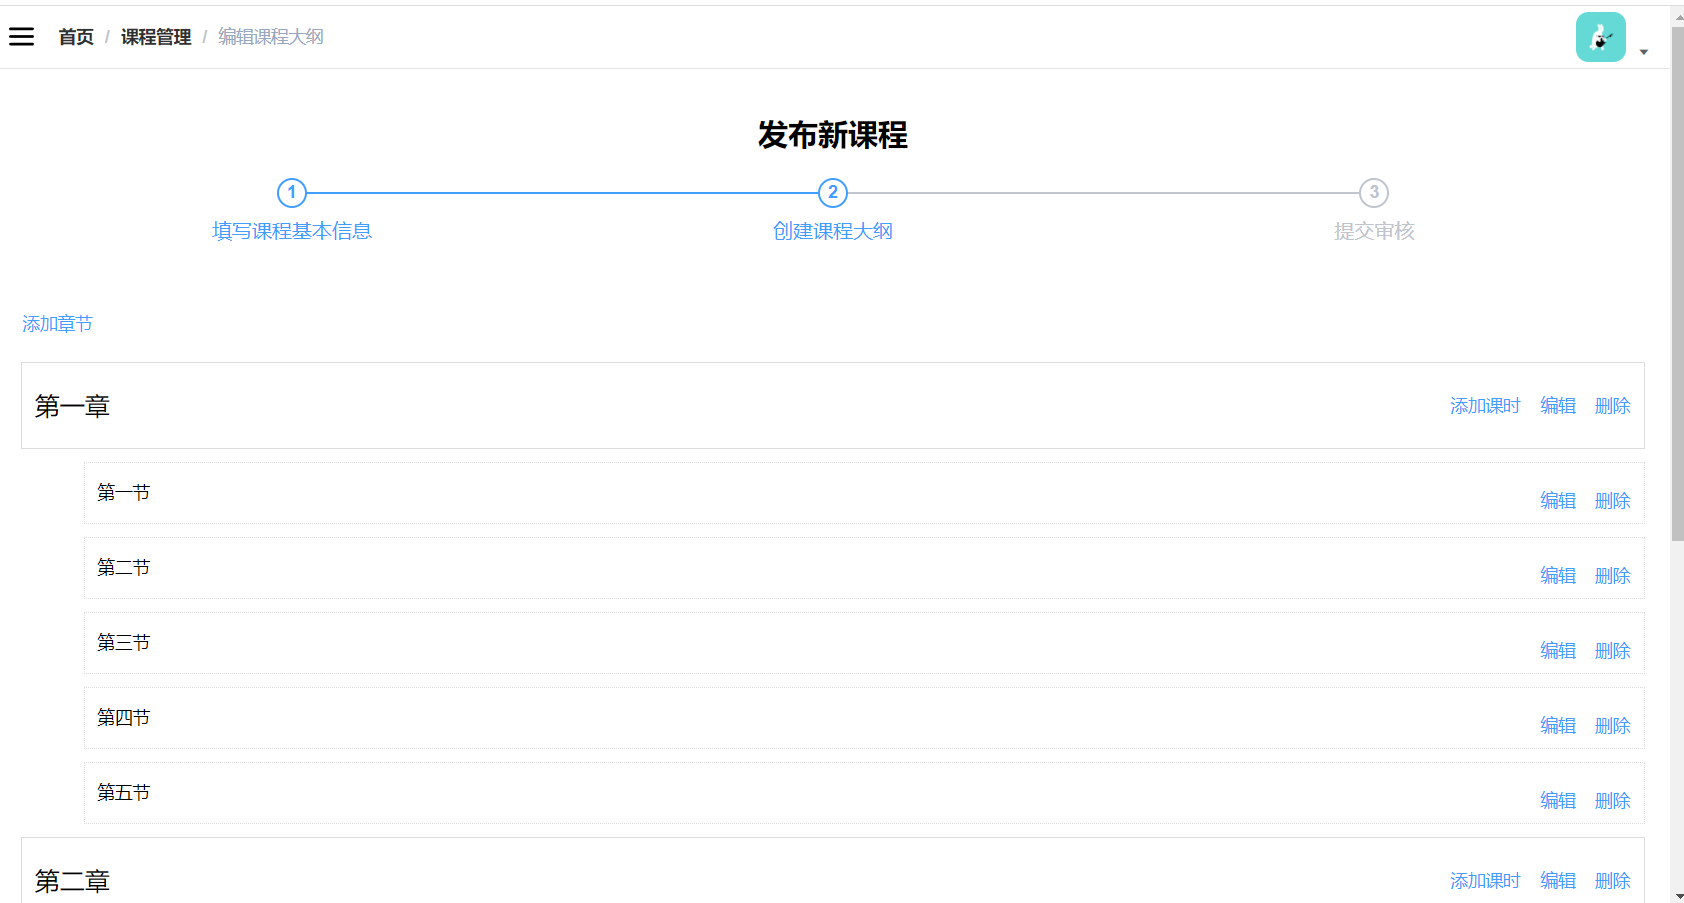 首页 / 课程管理 / 编辑课程大纲
发布新课程
1 2 3
填写课程基本信息 创建课程大纲 提交审核
添加章节
第一章 添加课时 编辑 删除
第一节 编辑 删除
第二节 编辑 删除
第三节 编辑 删除
第四节 编辑 删除
第五节 编辑 删除
第二章 添加课时 编辑 删除